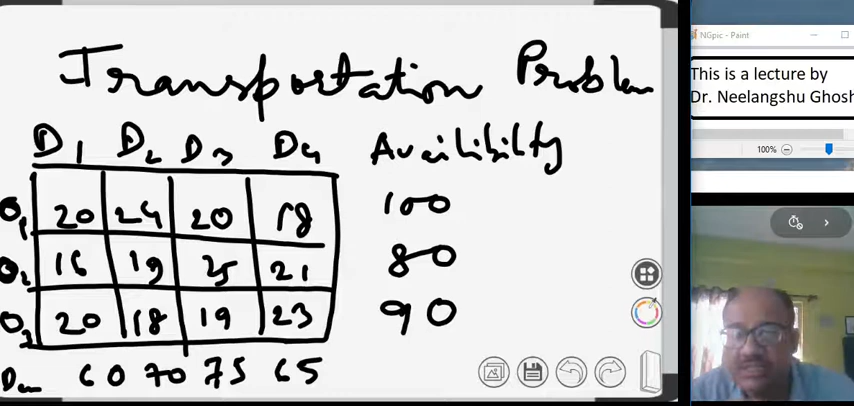 Transportation Problem
D1 D2 D3 D4 Availibility
O1 20 24 20 18 100
O2 16 19 25 21 80
O3 20 18 19 23 90
Dem 60 70 75 65
NGpic - Paint
This is a lecture by
Dr. Neelangshu Ghosh
100%